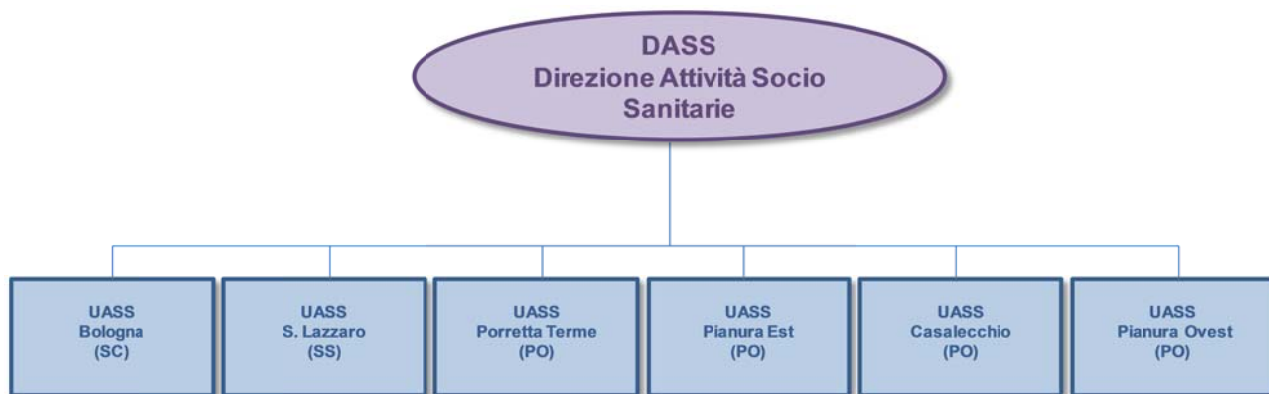 DASS
Direzione Attività Socio
Sanitarie
UASS
Bologna
(SC)
UASS
S. Lazzaro
(SS)
UASS
Porretta Terme
(PO)
UASS
Pianura Est
(PO)
UASS
Casalecchio
(PO)
UASS
Pianura Ovest
(PO)